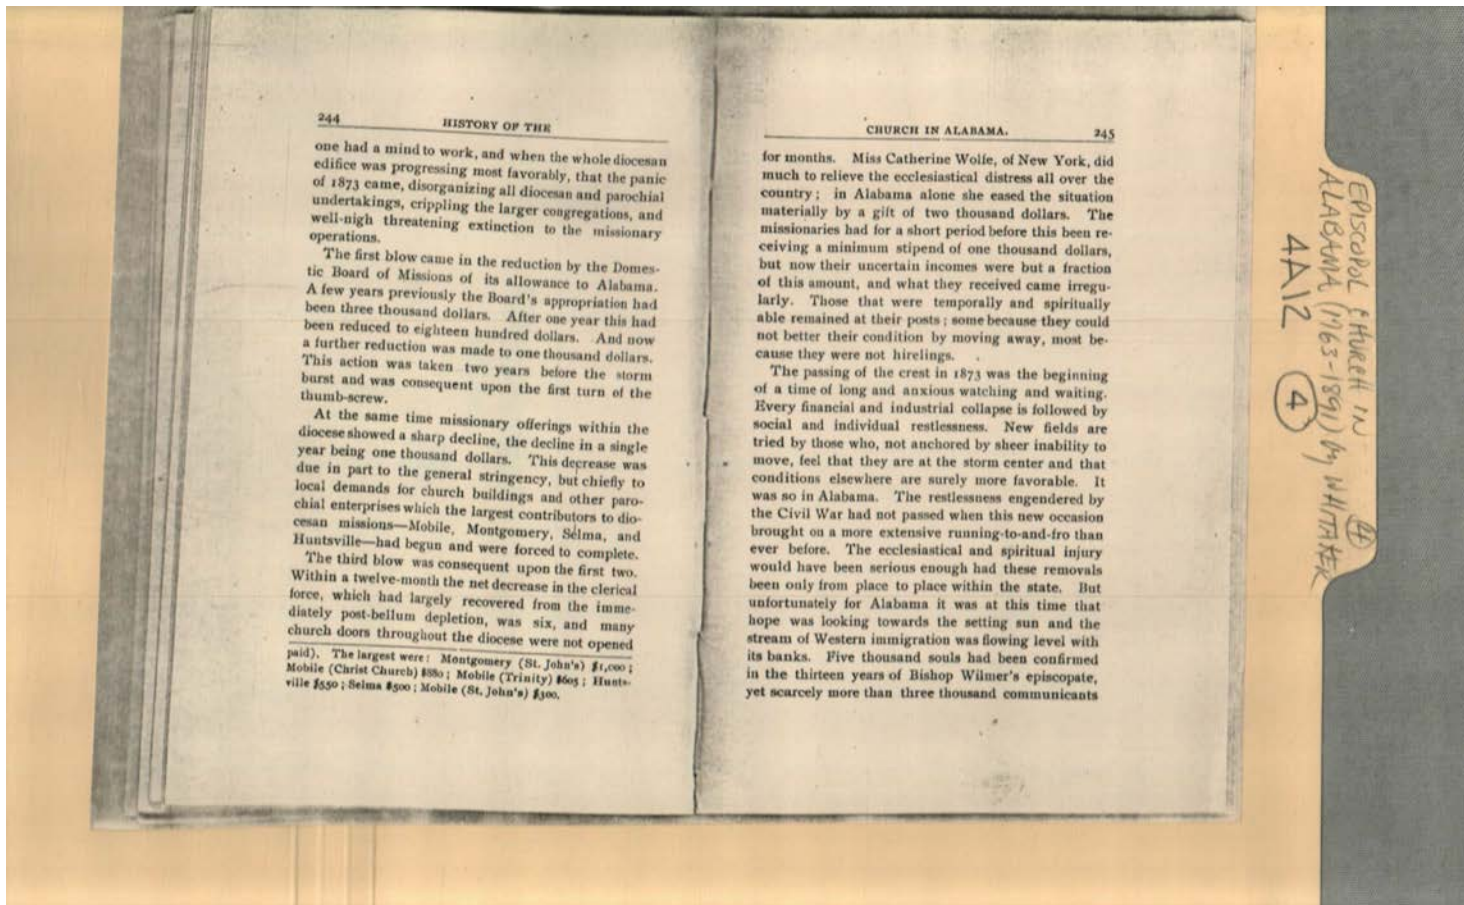 244
HISTORY OF THE
one had a mind to work, and when the whole diocesan
edifice was progressing most favorably, that the panic
of 1873 came, disorganizing all diocesan and parochial
undertakings, crippling the larger congregations, and
well-nigh threatening extinction to the missionary
operations.
The first blow came in the reduction by the Domes-
tic Board of Missions of its allowance to Alabama.
A few years previously the Board's appropriation had
been three thousand dollars. After one year this had
been reduced to eighteen hundred dollars. And now
a further reduction was made to one thousand dollars.
This action was taken two years before the storm
burst and was consequent upon the first turn of the
thumb-screw.
At the same time missionary offerings within the
diocese showed a sharp decline, the decline in a single
year being one thousand dollars. This decrease was
due in part to the general stringency, but chiefly to
local demands for church buildings and other paro-
chial enterprises which the largest contributors to dio-
cesan missions—Mobile, Montgomery, Selma, and
Huntsville—had begun and were forced to complete.
The third blow was consequent upon the first two.
Within a twelve-month the net decrease in the clerical
force, which had largely recovered from the imme-
diately post-bellum depletion, was six, and many
church doors throughout the diocese were not opened
paid). The largest were: Montgomery (St. John's) $1,000;
Mobile (Christ Church) $880; Mobile (Trinity) $605; Hunts-
ville $550; Selma $500; Mobile (St. John's) $300.
CHURCH IN ALABAMA.
245
for months. Miss Catherine Wolfe, of New York, did
much to relieve the ecclesiastical distress all over the
country; in Alabama alone she eased the situation
materially by a gift of two thousand dollars. The
missionaries had for a short period before this been re-
ceiving a minimum stipend of one thousand dollars,
but now their uncertain incomes were but a fraction
of this amount, and what they received came irregu-
larly. Those that were temporally and spiritually
able remained at their posts; some because they could
not better their condition by moving away, most be-
cause they were not hirelings.
The passing of the crest in 1873 was the beginning
of a time of long and anxious watching and waiting.
Every financial and industrial collapse is followed by
social and individual restlessness. New fields are
tried by those who, not anchored by sheer inability to
move, feel that they are at the storm center and that
conditions elsewhere are surely more favorable. It
was so in Alabama. The restlessness engendered by
the Civil War had not passed when this new occasion
brought on a more extensive running-to-and-fro than
ever before. The ecclesiastical and spiritual injury
would have been serious enough had these removals
been only from place to place within the state. But
unfortunately for Alabama it was at this time that
hope was looking towards the setting sun and the
stream of Western immigration was flowing level with
its banks. Five thousand souls had been confirmed
in the thirteen years of Bishop Wilmer's episcopate,
yet scarcely more than three thousand communicants
EPISCOPOL CHURCH IN
ALABAMA (1763-1891) by WHITAKER
4A12 4